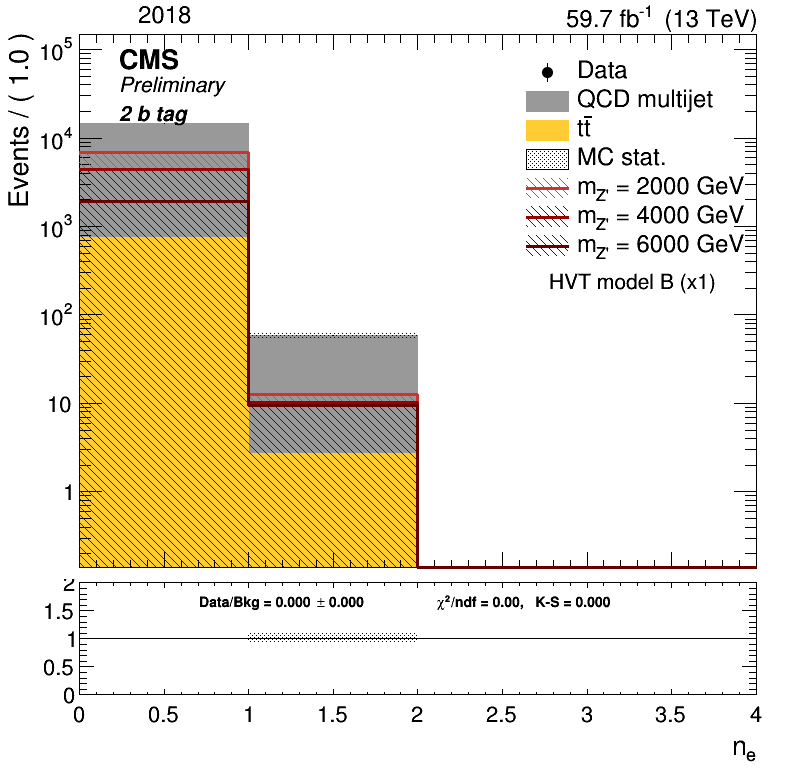 2018
59.7 fb⁻¹ (13 TeV)
CMS
Preliminary
2 b tag
Data
QCD multijet
tt̄
MC stat.
m_Z' = 2000 GeV
m_Z' = 4000 GeV
m_Z' = 6000 GeV
HVT model B (x1)
Events / ( 1.0 )
10⁵
10⁴
10³
10²
10
1
Data/Bkg = 0.000 ± 0.000
χ²/ndf = 0.00, K-S = 0.000
2
1.5
1
0.5
0
0 0.5 1 1.5 2 2.5 3 3.5 4
n_e